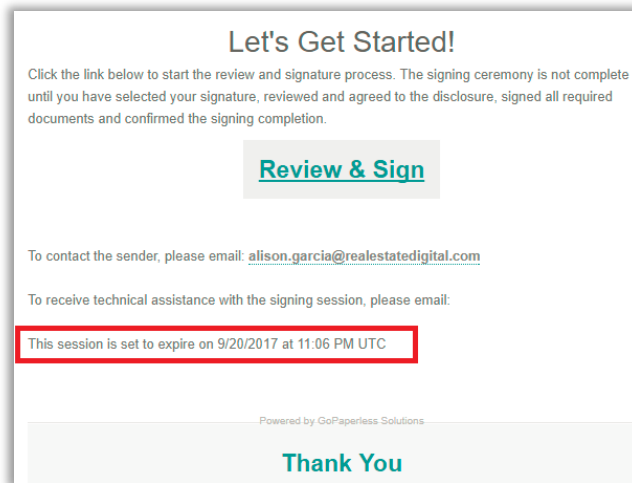 Let's Get Started!
Click the link below to start the review and signature process. The signing ceremony is not complete
until you have selected your signature, reviewed and agreed to the disclosure, signed all required
documents and confirmed the signing completion.
Review & Sign
To contact the sender, please email: alison.garcia@realestatedigital.com
To receive technical assistance with the signing session, please email:
This session is set to expire on 9/20/2017 at 11:06 PM UTC
Powered by GoPaperless Solutions
Thank You